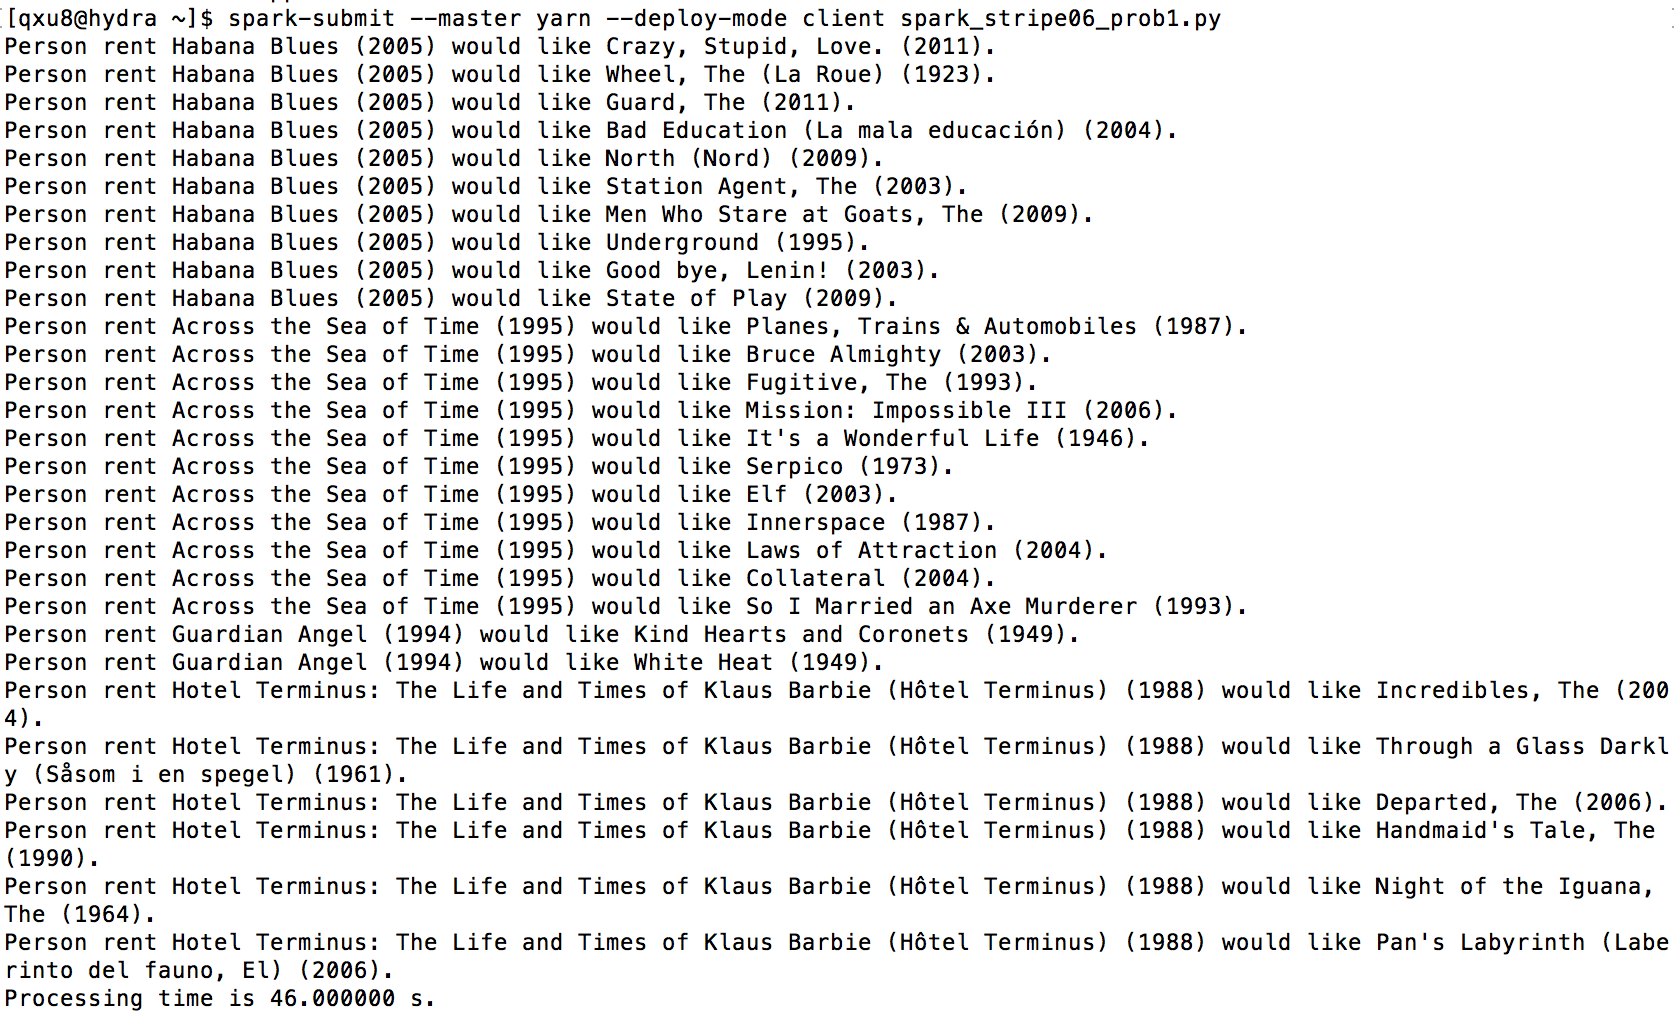 [qxu8@hydra ~]$ spark-submit --master yarn --deploy-mode client spark_stripe06_prob1.py
Person rent Habana Blues (2005) would like Crazy, Stupid, Love. (2011).
Person rent Habana Blues (2005) would like Wheel, The (La Roue) (1923).
Person rent Habana Blues (2005) would like Guard, The (2011).
Person rent Habana Blues (2005) would like Bad Education (La mala educación) (2004).
Person rent Habana Blues (2005) would like North (Nord) (2009).
Person rent Habana Blues (2005) would like Station Agent, The (2003).
Person rent Habana Blues (2005) would like Men Who Stare at Goats, The (2009).
Person rent Habana Blues (2005) would like Underground (1995).
Person rent Habana Blues (2005) would like Good bye, Lenin! (2003).
Person rent Habana Blues (2005) would like State of Play (2009).
Person rent Across the Sea of Time (1995) would like Planes, Trains & Automobiles (1987).
Person rent Across the Sea of Time (1995) would like Bruce Almighty (2003).
Person rent Across the Sea of Time (1995) would like Fugitive, The (1993).
Person rent Across the Sea of Time (1995) would like Mission: Impossible III (2006).
Person rent Across the Sea of Time (1995) would like It's a Wonderful Life (1946).
Person rent Across the Sea of Time (1995) would like Serpico (1973).
Person rent Across the Sea of Time (1995) would like Elf (2003).
Person rent Across the Sea of Time (1995) would like Innerspace (1987).
Person rent Across the Sea of Time (1995) would like Laws of Attraction (2004).
Person rent Across the Sea of Time (1995) would like Collateral (2004).
Person rent Across the Sea of Time (1995) would like So I Married an Axe Murderer (1993).
Person rent Guardian Angel (1994) would like Kind Hearts and Coronets (1949).
Person rent Guardian Angel (1994) would like White Heat (1949).
Person rent Hotel Terminus: The Life and Times of Klaus Barbie (Hôtel Terminus) (1988) would like Incredibles, The (200
4).
Person rent Hotel Terminus: The Life and Times of Klaus Barbie (Hôtel Terminus) (1988) would like Through a Glass Darkl
y (Såsom i en spegel) (1961).
Person rent Hotel Terminus: The Life and Times of Klaus Barbie (Hôtel Terminus) (1988) would like Departed, The (2006).
Person rent Hotel Terminus: The Life and Times of Klaus Barbie (Hôtel Terminus) (1988) would like Handmaid's Tale, The
(1990).
Person rent Hotel Terminus: The Life and Times of Klaus Barbie (Hôtel Terminus) (1988) would like Night of the Iguana,
The (1964).
Person rent Hotel Terminus: The Life and Times of Klaus Barbie (Hôtel Terminus) (1988) would like Pan's Labyrinth (Labe
rinto del fauno, El) (2006).
Processing time is 46.000000 s.